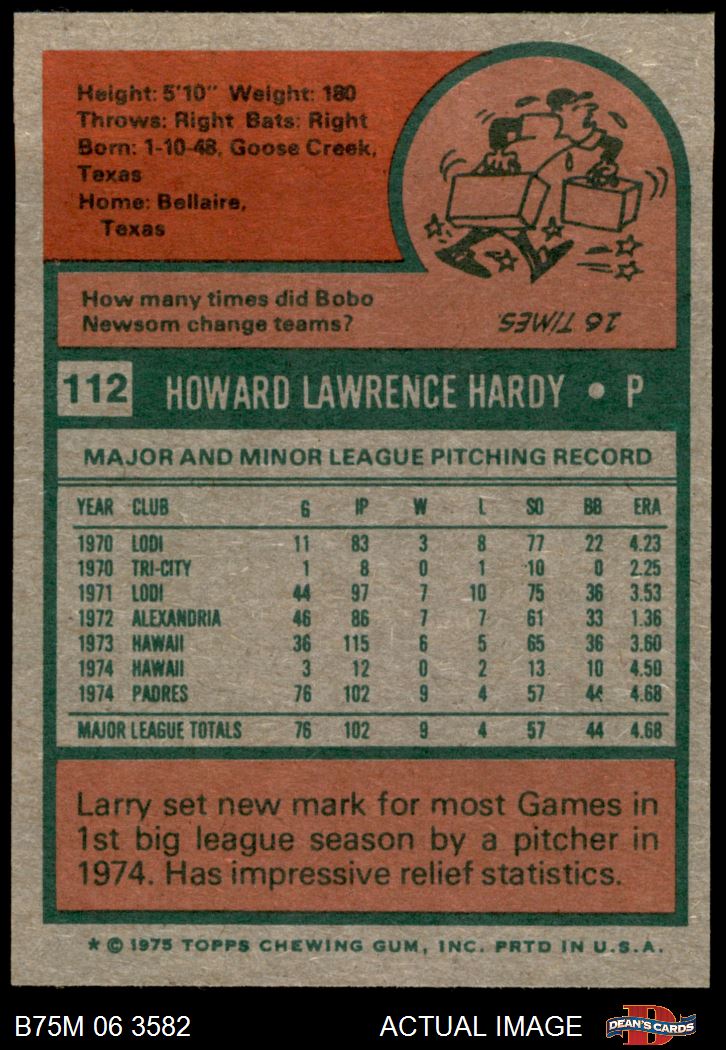 Height: 5'10" Weight: 180
Throws: Right Bats: Right
Born: 1-10-48, Goose Creek,
Texas
Home: Bellaire,
Texas
How many times did Bobo
Newsom change teams?
16 TIMES.
112 HOWARD LAWRENCE HARDY • P
MAJOR AND MINOR LEAGUE PITCHING RECORD
YEAR CLUB G IP W L SO BB ERA
1970 LODI 11 83 3 8 77 22 4.23
1970 TRI-CITY 1 8 0 1 10 0 2.25
1971 LODI 44 97 7 10 75 36 3.53
1972 ALEXANDRIA 46 86 7 7 61 33 1.36
1973 HAWAII 36 115 6 5 65 36 3.60
1974 HAWAII 3 12 0 2 13 10 4.50
1974 PADRES 76 102 9 4 57 44 4.68
MAJOR LEAGUE TOTALS 76 102 9 4 57 44 4.68
Larry set new mark for most Games in
1st big league season by a pitcher in
1974. Has impressive relief statistics.
* © 1975 TOPPS CHEWING GUM, INC. PRTD IN U.S.A.
B75M 06 3582 ACTUAL IMAGE D DEAN'S CARDS